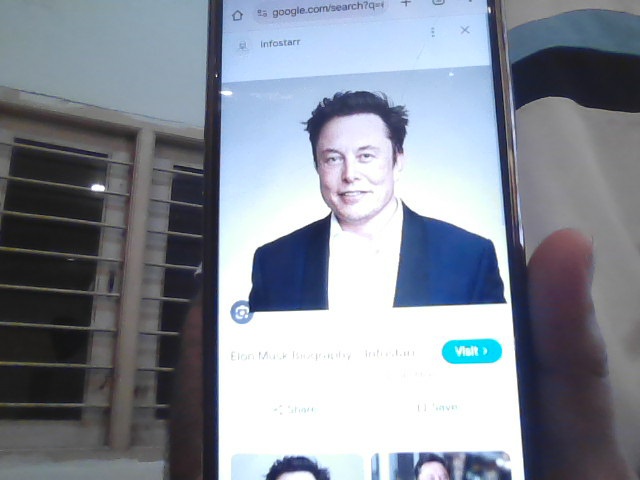 google.com/search?q=
Infostarr
Elon Musk Biography - Infostarr
Visit >
Share
Save